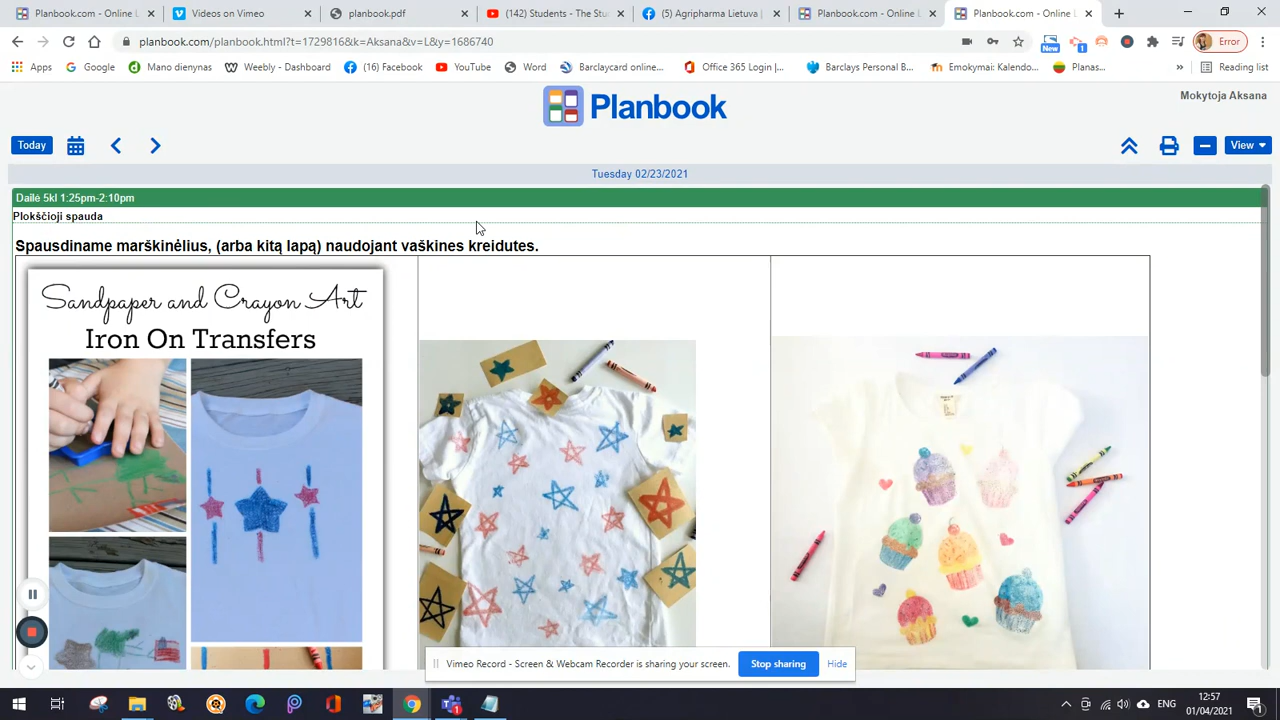 Planbook.com - Online L
Videos on Vimeo
planbook.pdf
(142) Students - The Stu
(5) Agripharma Lietuva |
Planbook.com - Online L
Planbook.com - Online L
planbook.com/planbook.html?t=1729816&k=Aksana&v=L&y=1686740
New
1
Error
Apps
Google
Mano dienynas
Weebly - Dashboard
(16) Facebook
YouTube
Word
Barclaycard online...
Office 365 Login |...
Barclays Personal B...
Emokymai: Kalendo...
Planas...
»
Reading list
Planbook
Mokytoja Aksana
Today
View
Tuesday 02/23/2021
Dailė 5kl 1:25pm-2:10pm
Plokščioji spauda
Spausdiname marškinėlius, (arba kitą lapą) naudojant vaškines kreidutes.
Sandpaper and Crayon Art
Iron On Transfers
Vimeo Record - Screen & Webcam Recorder is sharing your screen.
Stop sharing
Hide
ENG
12:57
01/04/2021
1